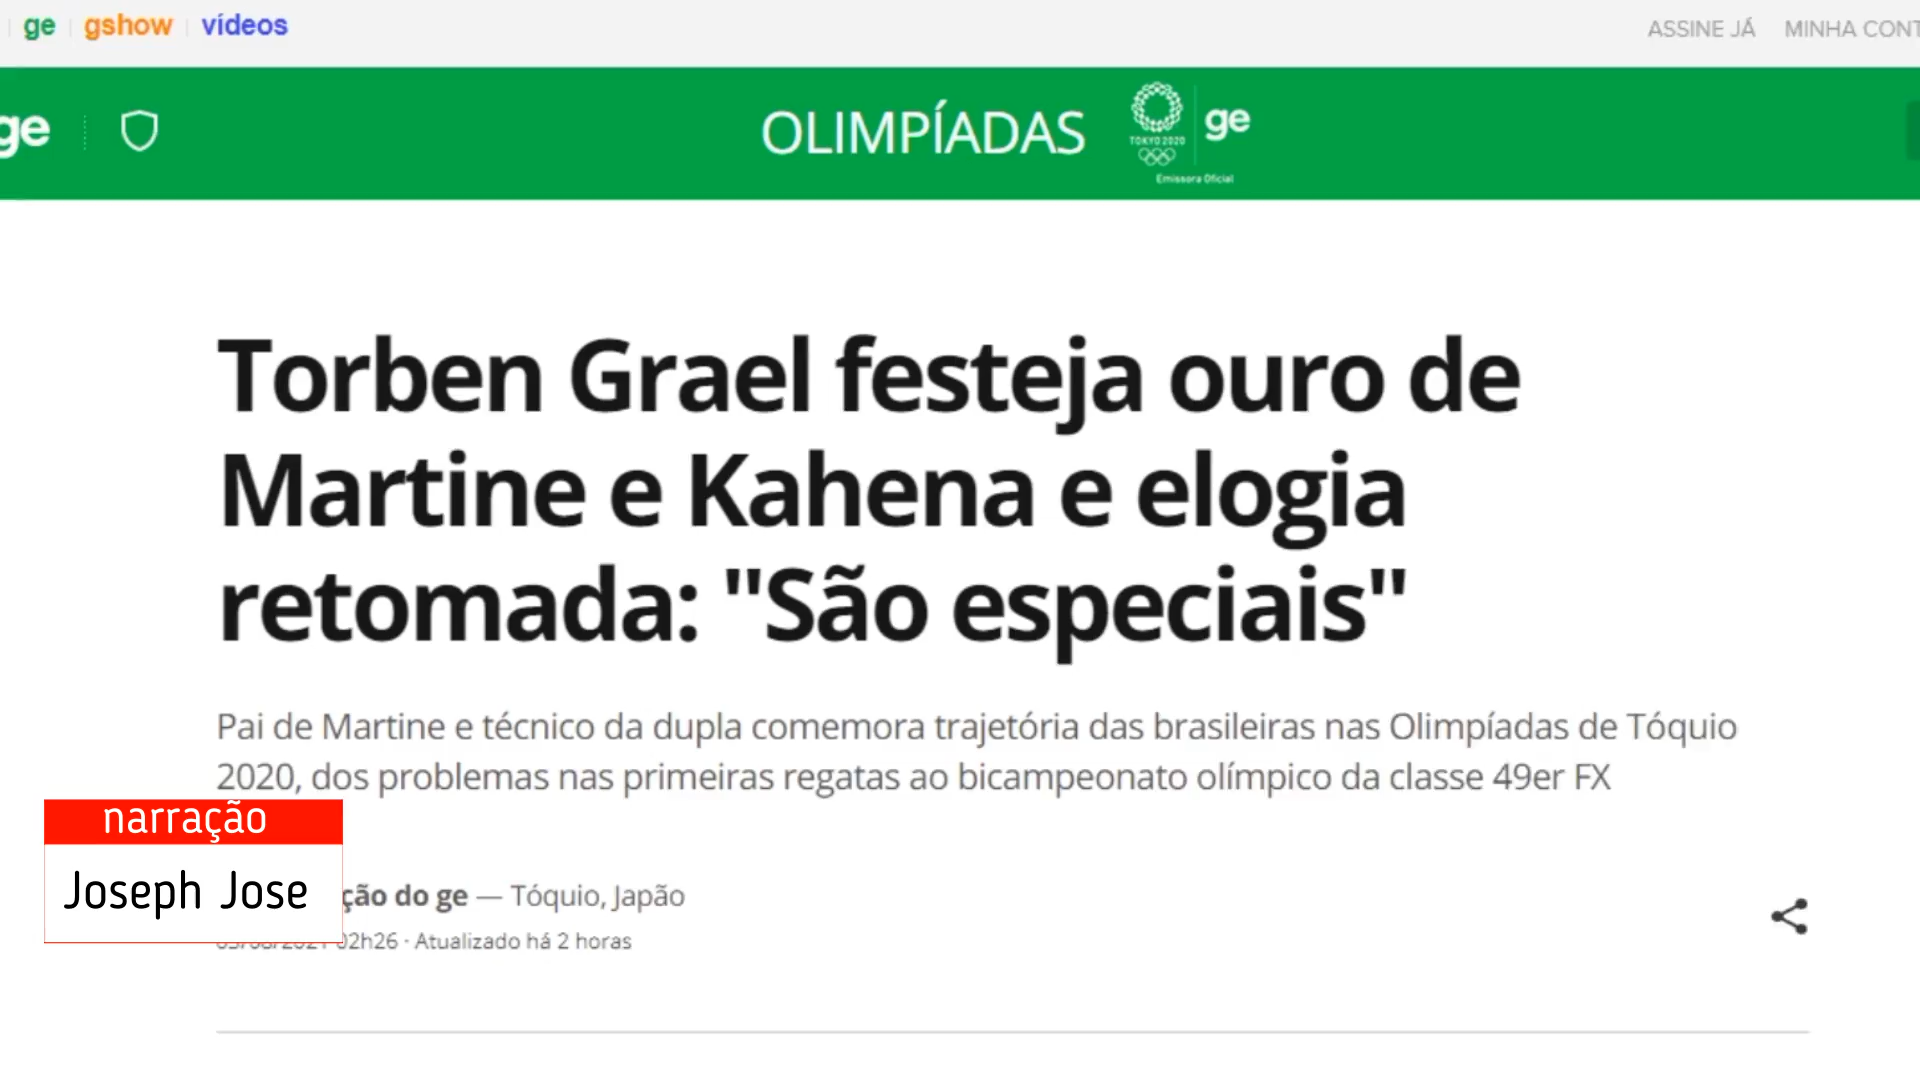 ge gshow vídeos ASSINE JÁ MINHA CONT
ge OLIMPÍADAS TOKYO 2020 ge
Emissora Oficial
Torben Grael festeja ouro de
Martine e Kahena e elogia
retomada: "São especiais"
Pai de Martine e técnico da dupla comemora trajetória das brasileiras nas Olimpíadas de Tóquio
2020, dos problemas nas primeiras regatas ao bicampeonato olímpico da classe 49er FX
narração
Joseph Jose
ção do ge — Tóquio, Japão
02h26 · Atualizado há 2 horas